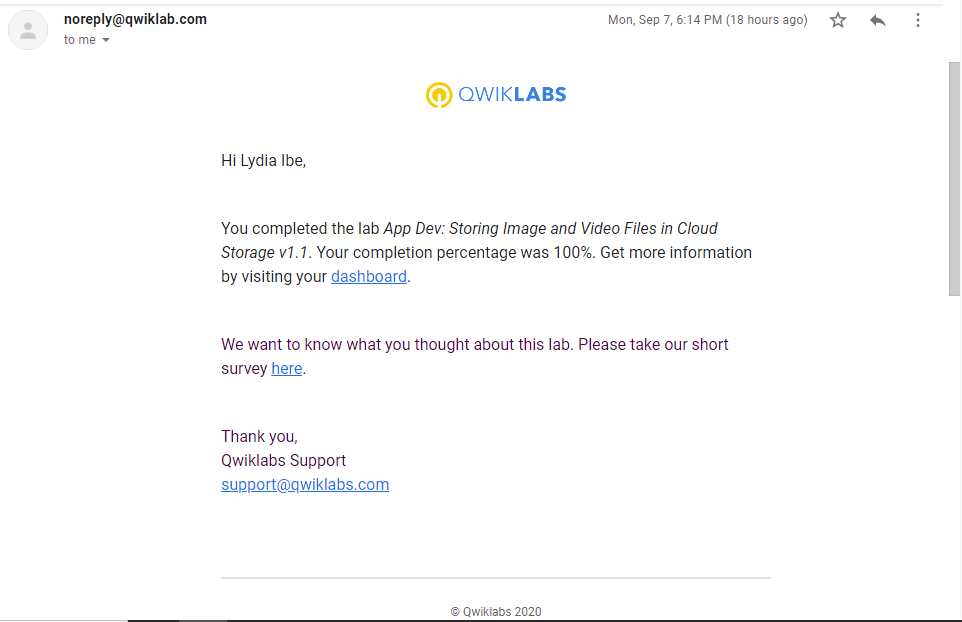 noreply@qwiklab.com
Mon, Sep 7, 6:14 PM (18 hours ago)
to me
QWIKLABS
Hi Lydia Ibe,
You completed the lab App Dev: Storing Image and Video Files in Cloud
Storage v1.1. Your completion percentage was 100%. Get more information
by visiting your dashboard.
We want to know what you thought about this lab. Please take our short
survey here.
Thank you,
Qwiklabs Support
support@qwiklabs.com
© Qwiklabs 2020